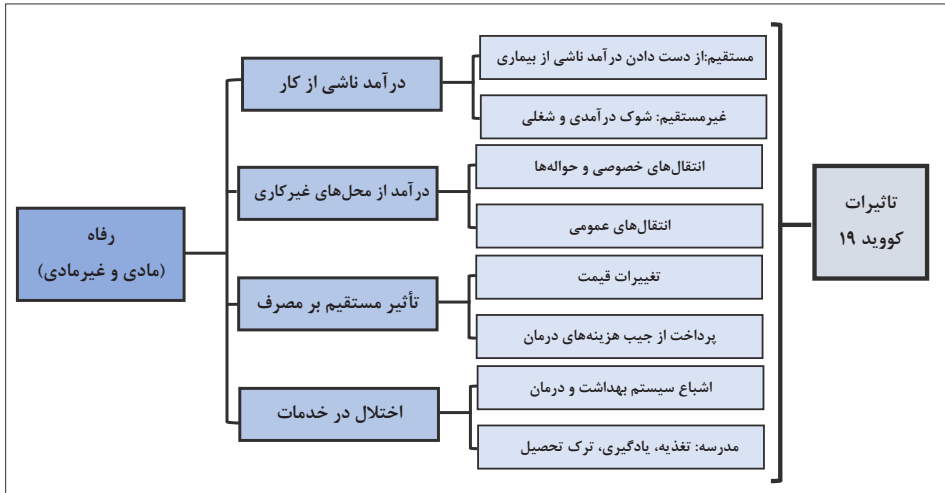 تاثیرات
کووید ۱۹
مستقیم:از دست دادن درآمد ناشی از بیماری
غیرمستقیم: شوک درآمدی و شغلی
انتقال‌های خصوصی و حواله‌ها
انتقال‌های عمومی
تغییرات قیمت
پرداخت از جیب هزینه‌های درمان
اشباع سیستم بهداشت و درمان
مدرسه: تغذیه، یادگیری، ترک تحصیل
درآمد ناشی از کار
درآمد از محل‌های غیرکاری
تأثیر مستقیم بر مصرف
اختلال در خدمات
رفاه
(مادی و غیرمادی)